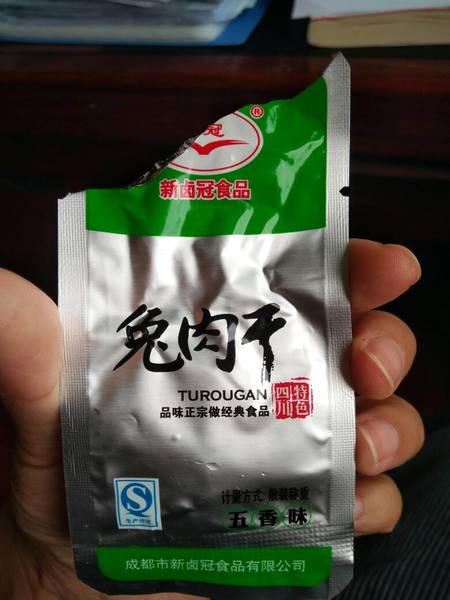 冠
®
新卤冠食品
兔肉干
TUROUGAN
品味正宗做经典食品
四川特色
计量方式:散装称重
五香味
S
生产许可
成都市新卤冠食品有限公司